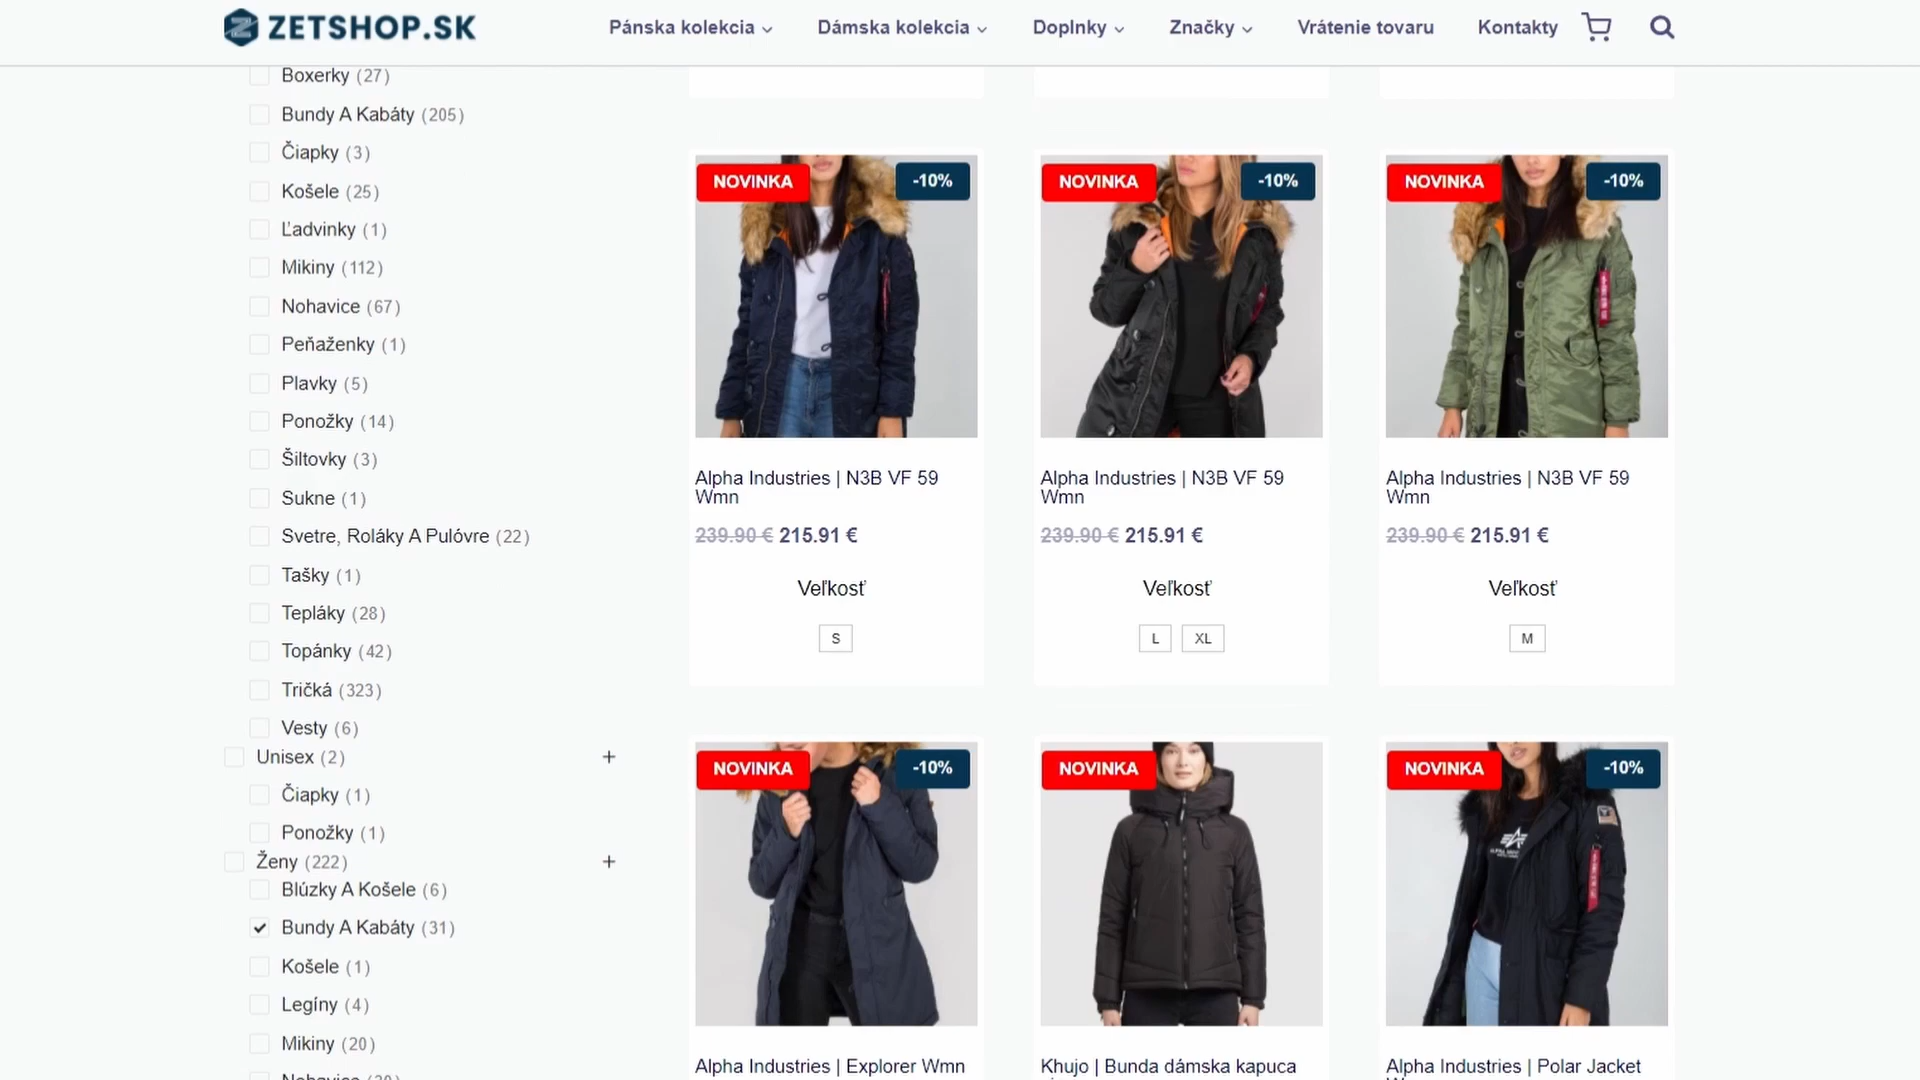 ZETSHOP.SK
Pánska kolekcia
Dámska kolekcia
Doplnky
Značky
Vrátenie tovaru
Kontakty
Boxerky (27)
Bundy A Kabáty (205)
Čiapky (3)
Košele (25)
Ľadvinky (1)
Mikiny (112)
Nohavice (67)
Peňaženky (1)
Plavky (5)
Ponožky (14)
Šiltovky (3)
Sukne (1)
Svetre, Roláky A Pulóvre (22)
Tašky (1)
Tepláky (28)
Topánky (42)
Tričká (323)
Vesty (6)
Unisex (2) +
Čiapky (1)
Ponožky (1)
Ženy (222) +
Blúzky A Košele (6)
Bundy A Kabáty (31)
Košele (1)
Legíny (4)
Mikiny (20)
NOVINKA
-10%
Alpha Industries | N3B VF 59
Wmn
239.90 € 215.91 €
Veľkosť
S
NOVINKA
-10%
Alpha Industries | N3B VF 59
Wmn
239.90 € 215.91 €
Veľkosť
L XL
NOVINKA
-10%
Alpha Industries | N3B VF 59
Wmn
239.90 € 215.91 €
Veľkosť
M
NOVINKA
-10%
Alpha Industries | Explorer Wmn
NOVINKA
Khujo | Bunda dámska kapuca
NOVINKA
-10%
Alpha Industries | Polar Jacket